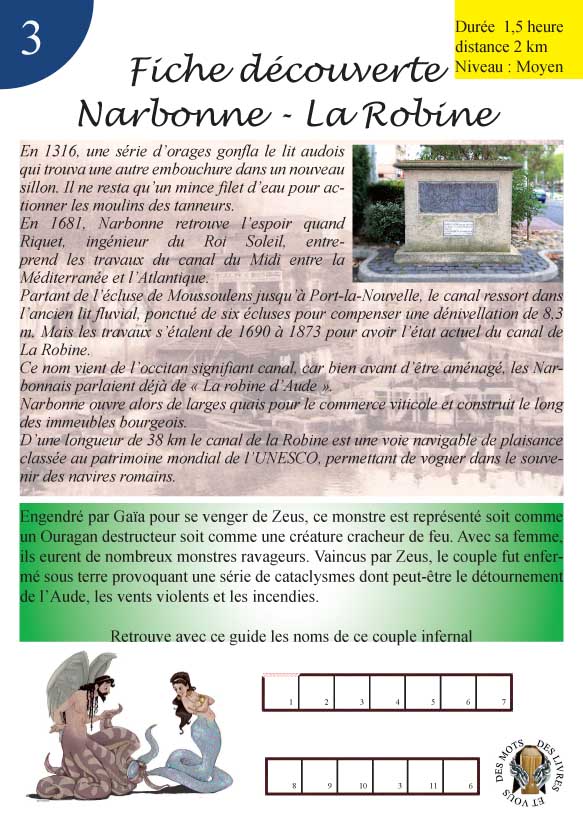 3
Durée 1,5 heure
distance 2 km
Niveau : Moyen
Fiche découverte
Narbonne - La Robine
En 1316, une série d'orages gonfla le lit audois
qui trouva une autre embouchure dans un nouveau
sillon. Il ne resta qu'un mince filet d'eau pour ac-
tionner les moulins des tanneurs.
En 1681, Narbonne retrouve l'espoir quand
Riquet, ingénieur du Roi Soleil, entre-
prend les travaux du canal du Midi entre la
Méditerranée et l'Atlantique.
Partant de l'écluse de Moussoulens jusqu'à Port-la-Nouvelle, le canal ressort dans
l'ancien lit fluvial, ponctué de six écluses pour compenser une dénivellation de 8,3
m. Mais les travaux s'étalent de 1690 à 1873 pour avoir l'état actuel du canal de
La Robine.
Ce nom vient de l'occitan signifiant canal, car bien avant d'être aménagé, les Nar-
bonnais parlaient déjà de « La robine d'Aude ».
Narbonne ouvre alors de larges quais pour le commerce viticole et construit le long
des immeubles bourgeois.
D'une longueur de 38 km le canal de la Robine est une voie navigable de plaisance
classée au patrimoine mondial de l'UNESCO, permettant de voguer dans le souve-
nir des navires romains.
Engendré par Gaïa pour se venger de Zeus, ce monstre est représenté soit comme
un Ouragan destructeur soit comme une créature cracheur de feu. Avec sa femme,
ils eurent de nombreux monstres ravageurs. Vaincus par Zeus, le couple fut enfer-
mé sous terre provoquant une série de cataclysmes dont peut-être le détournement
de l'Aude, les vents violents et les incendies.
Retrouve avec ce guide les noms de ce couple infernal
1 2 3 4 5 6 7
8 9 10 3 11 6
DES MOTS DES LIVRES ET VOUS